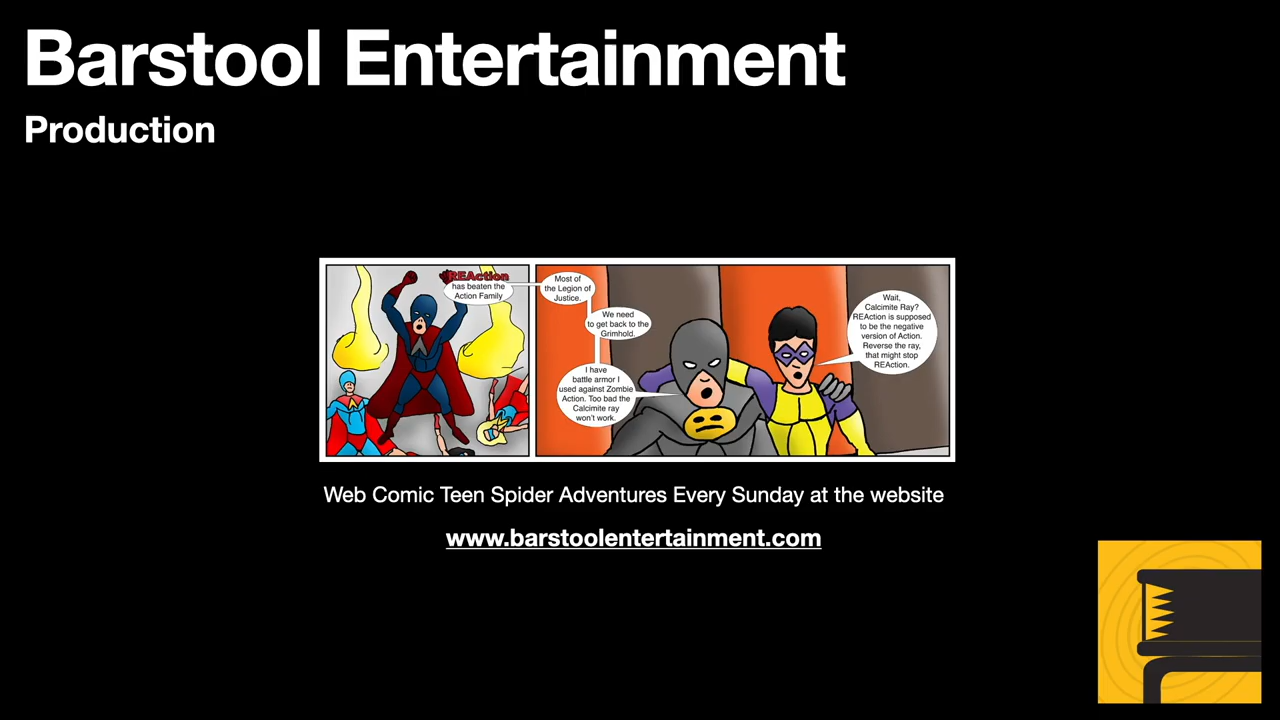 Barstool Entertainment
Production
REAction
has beaten the
Action Family
Most of
the Legion of
Justice.
We need
to get back to the
Grimhold.
I have
battle armor I
used against Zombie
Action. Too bad the
Calcimite ray
won't work.
Wait,
Calcimite Ray?
REAction is supposed
to be the negative
version of Action.
Reverse the ray,
that might stop
REAction.
Web Comic Teen Spider Adventures Every Sunday at the website
www.barstoolentertainment.com